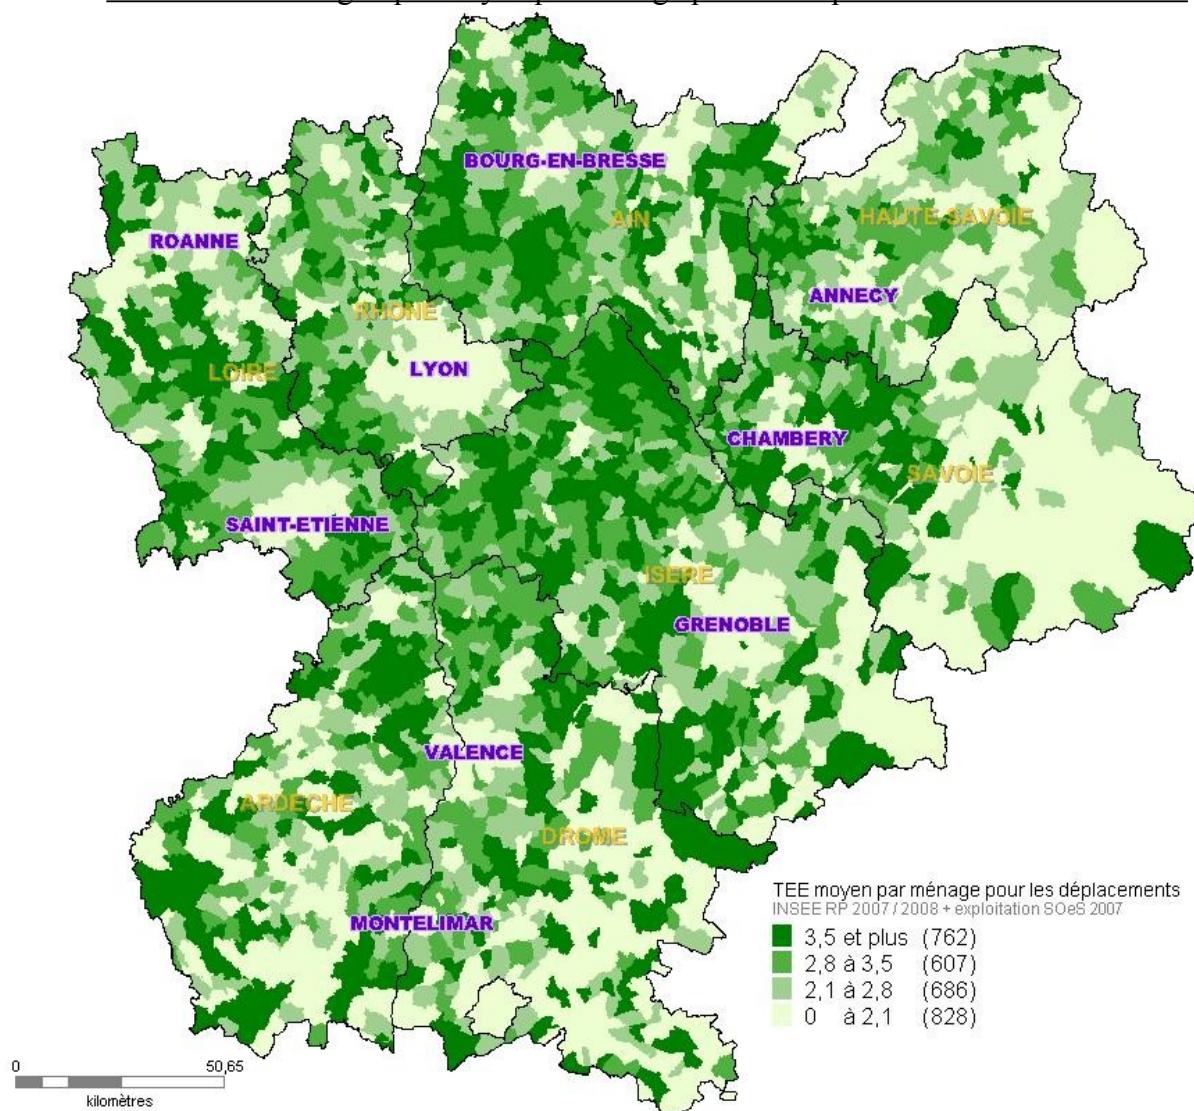 BOURG-EN-BRESSE
AIN
HAUTE-SAVOIE
ROANNE
ANNECY
RHONE
LYON
LOIRE
CHAMBERY
SAVOIE
SAINT-ETIENNE
ISERE
GRENOBLE
VALENCE
ARDECHE
DROME
MONTELIMAR
TEE moyen par ménage pour les déplacements
INSEE RP 2007 / 2008 + exploitation SOeS 2007
3,5 et plus (762)
2,8 à 3,5 (607)
2,1 à 2,8 (686)
0 à 2,1 (828)
0 50,65
kilomètres